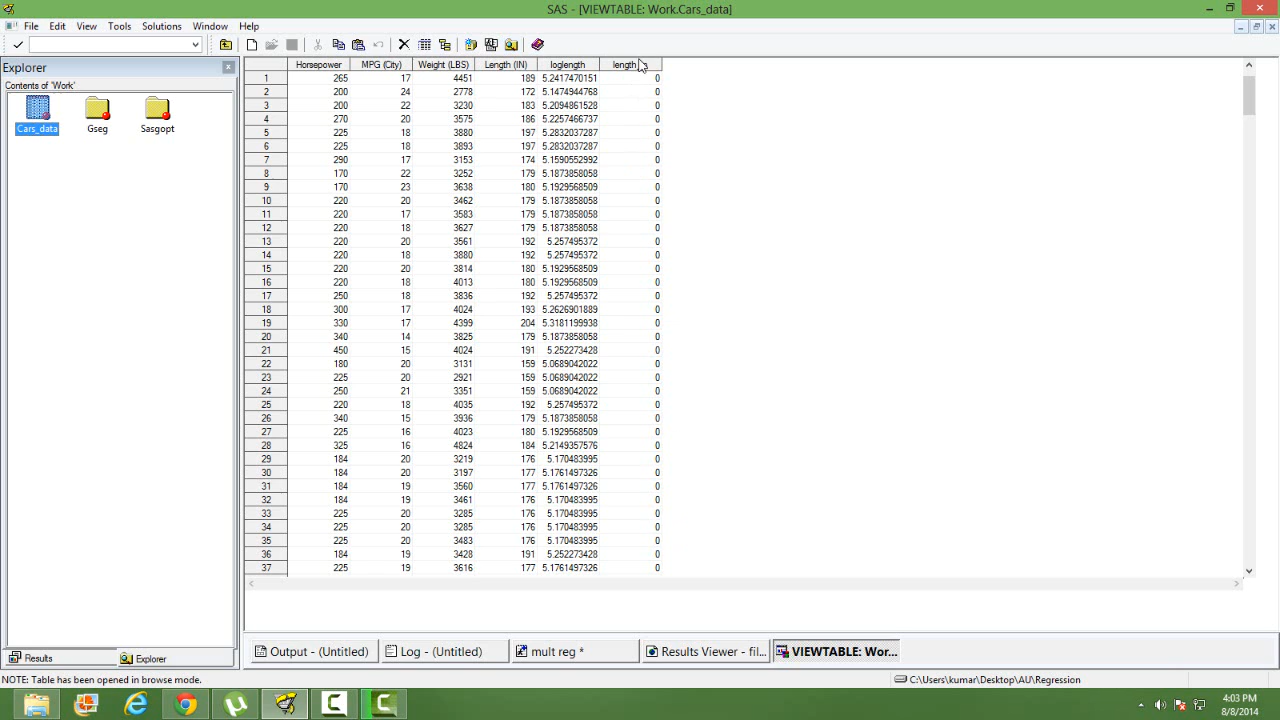 SAS - [VIEWTABLE: Work.Cars_data]
File Edit View Tools Solutions Window Help
Explorer
Contents of 'Work'
Cars_data Gseg Sasgopt
Horsepower MPG (City) Weight (LBS) Length (IN) loglength length
1 265 17 4451 189 5.2417470151 0
2 200 24 2778 172 5.1474944768 0
3 200 22 3230 183 5.2094861528 0
4 270 20 3575 186 5.2257466737 0
5 225 18 3880 197 5.2832037287 0
6 225 18 3893 197 5.2832037287 0
7 290 17 3153 174 5.1590552992 0
8 170 22 3252 179 5.1873858058 0
9 170 23 3638 180 5.1929568509 0
10 220 20 3462 179 5.1873858058 0
11 220 17 3583 179 5.1873858058 0
12 220 18 3627 179 5.1873858058 0
13 220 20 3561 192 5.257495372 0
14 220 18 3880 192 5.257495372 0
15 220 20 3814 180 5.1929568509 0
16 220 18 4013 180 5.1929568509 0
17 250 18 3836 192 5.257495372 0
18 300 17 4024 193 5.2626901889 0
19 330 17 4399 204 5.3181199938 0
20 340 14 3825 179 5.1873858058 0
21 450 15 4024 191 5.252273428 0
22 180 20 3131 159 5.0689042022 0
23 225 20 2921 159 5.0689042022 0
24 250 21 3351 159 5.0689042022 0
25 220 18 4035 192 5.257495372 0
26 340 15 3936 179 5.1873858058 0
27 225 16 4023 180 5.1929568509 0
28 325 16 4824 184 5.2149357576 0
29 184 20 3219 176 5.170483995 0
30 184 20 3197 177 5.1761497326 0
31 184 19 3560 177 5.1761497326 0
32 184 19 3461 176 5.170483995 0
33 225 20 3285 176 5.170483995 0
34 225 20 3285 176 5.170483995 0
35 225 20 3483 176 5.170483995 0
36 184 19 3428 191 5.252273428 0
37 225 19 3616 177 5.1761497326 0
Results Explorer
Output - (Untitled) Log - (Untitled) mult reg * Results Viewer - fil... VIEWTABLE: Wor...
NOTE: Table has been opened in browse mode. C:\Users\kumar\Desktop\AU\Regression
4:03 PM
8/8/2014